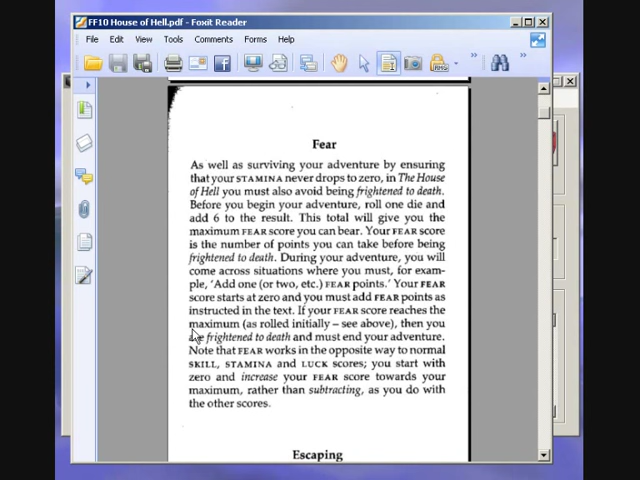 FF10 House of Hell.pdf - Foxit Reader
File Edit View Tools Comments Forms Help
Fear
As well as surviving your adventure by ensuring
that your STAMINA never drops to zero, in The House
of Hell you must also avoid being frightened to death.
Before you begin your adventure, roll one die and
add 6 to the result. This total will give you the
maximum FEAR score you can bear. Your FEAR score
is the number of points you can take before being
frightened to death. During your adventure, you will
come across situations where you must, for exam-
ple, 'Add one (or two, etc.) FEAR points.' Your FEAR
score starts at zero and you must add FEAR points as
instructed in the text. If your FEAR score reaches the
maximum (as rolled initially – see above), then you
are frightened to death and must end your adventure.
Note that FEAR works in the opposite way to normal
SKILL, STAMINA and LUCK scores; you start with
zero and increase your FEAR score towards your
maximum, rather than subtracting, as you do with
the other scores.
Escaping